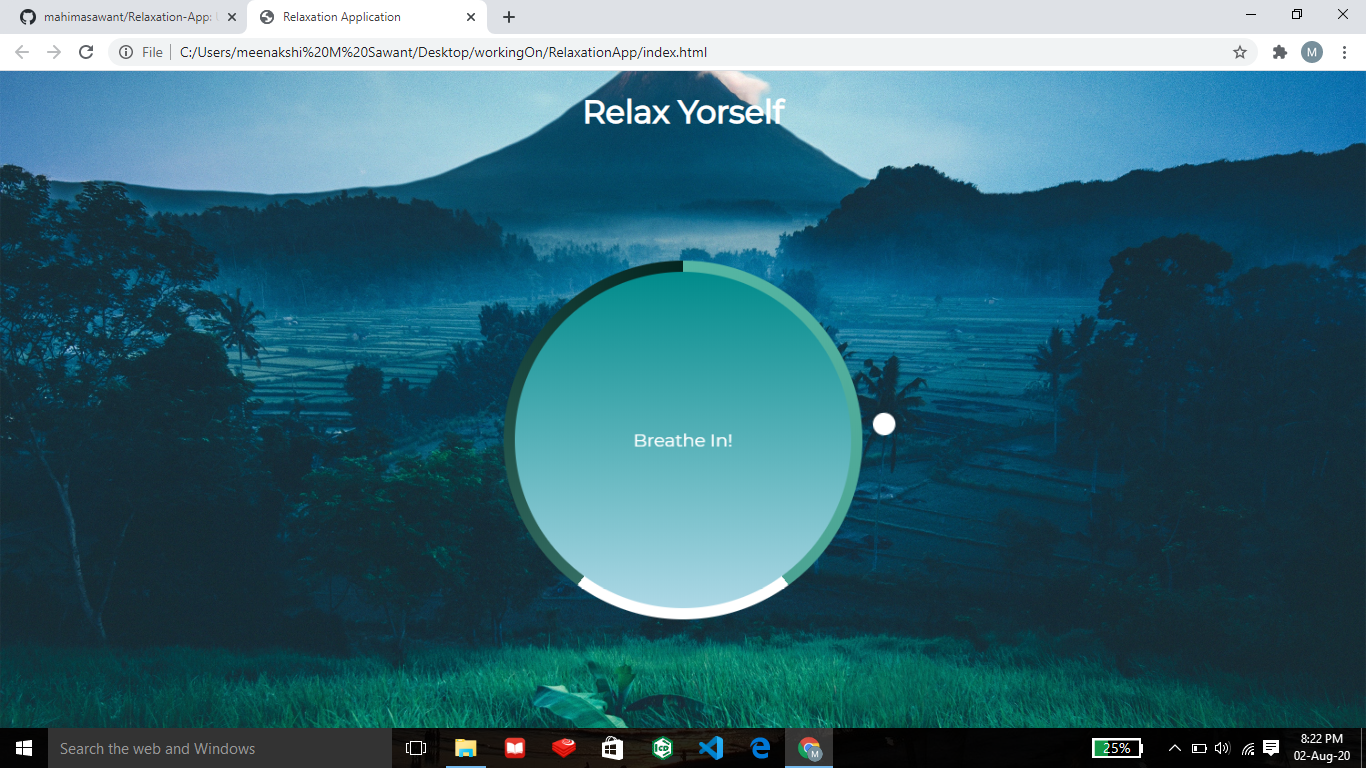 mahimasawant/Relaxation-App: U
Relaxation Application
File
C:/Users/meenakshi%20M%20Sawant/Desktop/workingOn/RelaxationApp/index.html
M
Relax Yorself
Breathe In!
Search the web and Windows
M
25%
8:22 PM
02-Aug-20